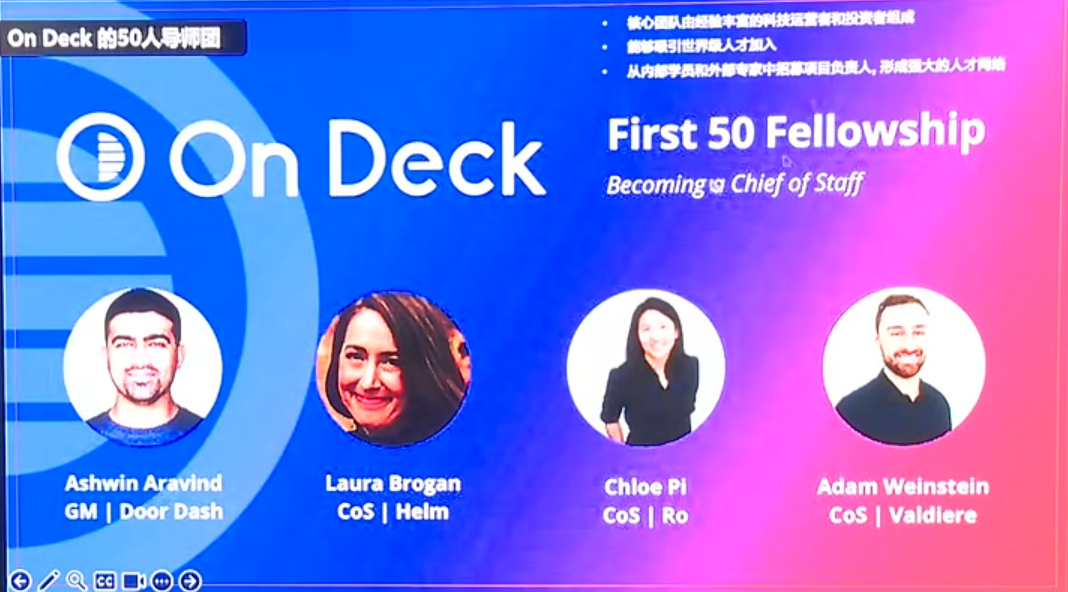 On Deck 的50人导师团
• 核心团队由经验丰富的科技运营者和投资者组成
• 能够吸引世界级人才加入
• 从内部学员和外部专家中招募项目负责人, 形成强大的人才网络
On Deck
First 50 Fellowship
Becoming a Chief of Staff
Ashwin Aravind
GM | Door Dash
Laura Brogan
CoS | Helm
Chloe Pi
CoS | Ro
Adam Weinstein
CoS | Valdiere
CC